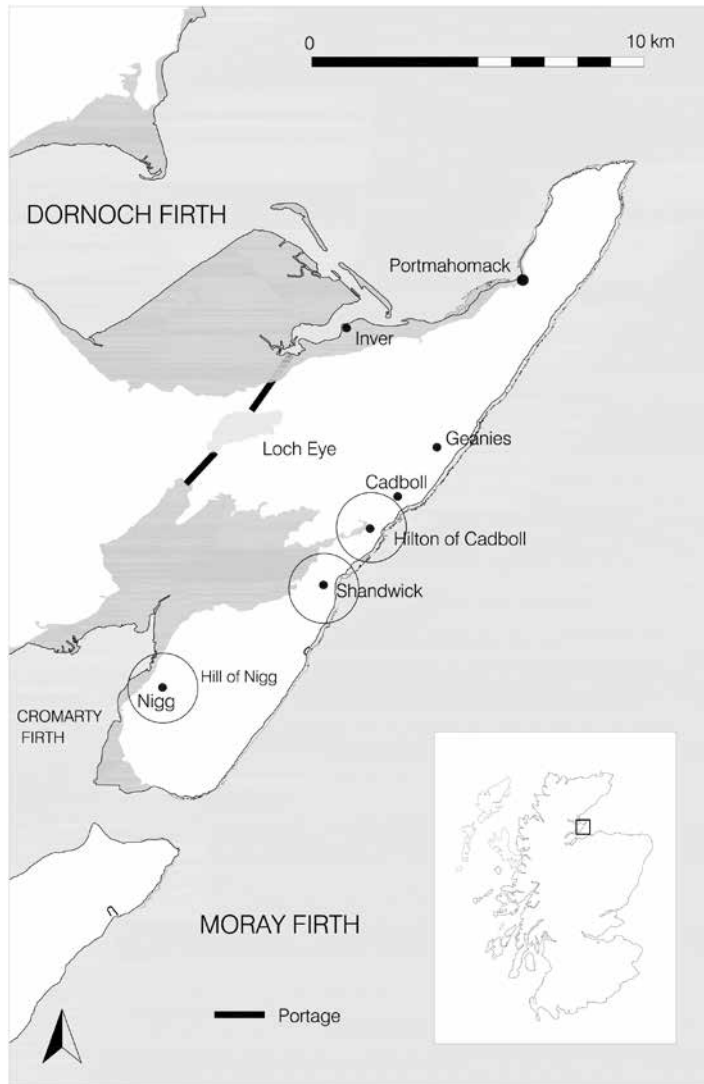 0 10 km
DORNOCH FIRTH
Portmahomack
Inver
Loch Eye
Geanies
Cadboll
Hilton of Cadboll
Shandwick
Hill of Nigg
Nigg
CROMARTY
FIRTH
MORAY FIRTH
Portage